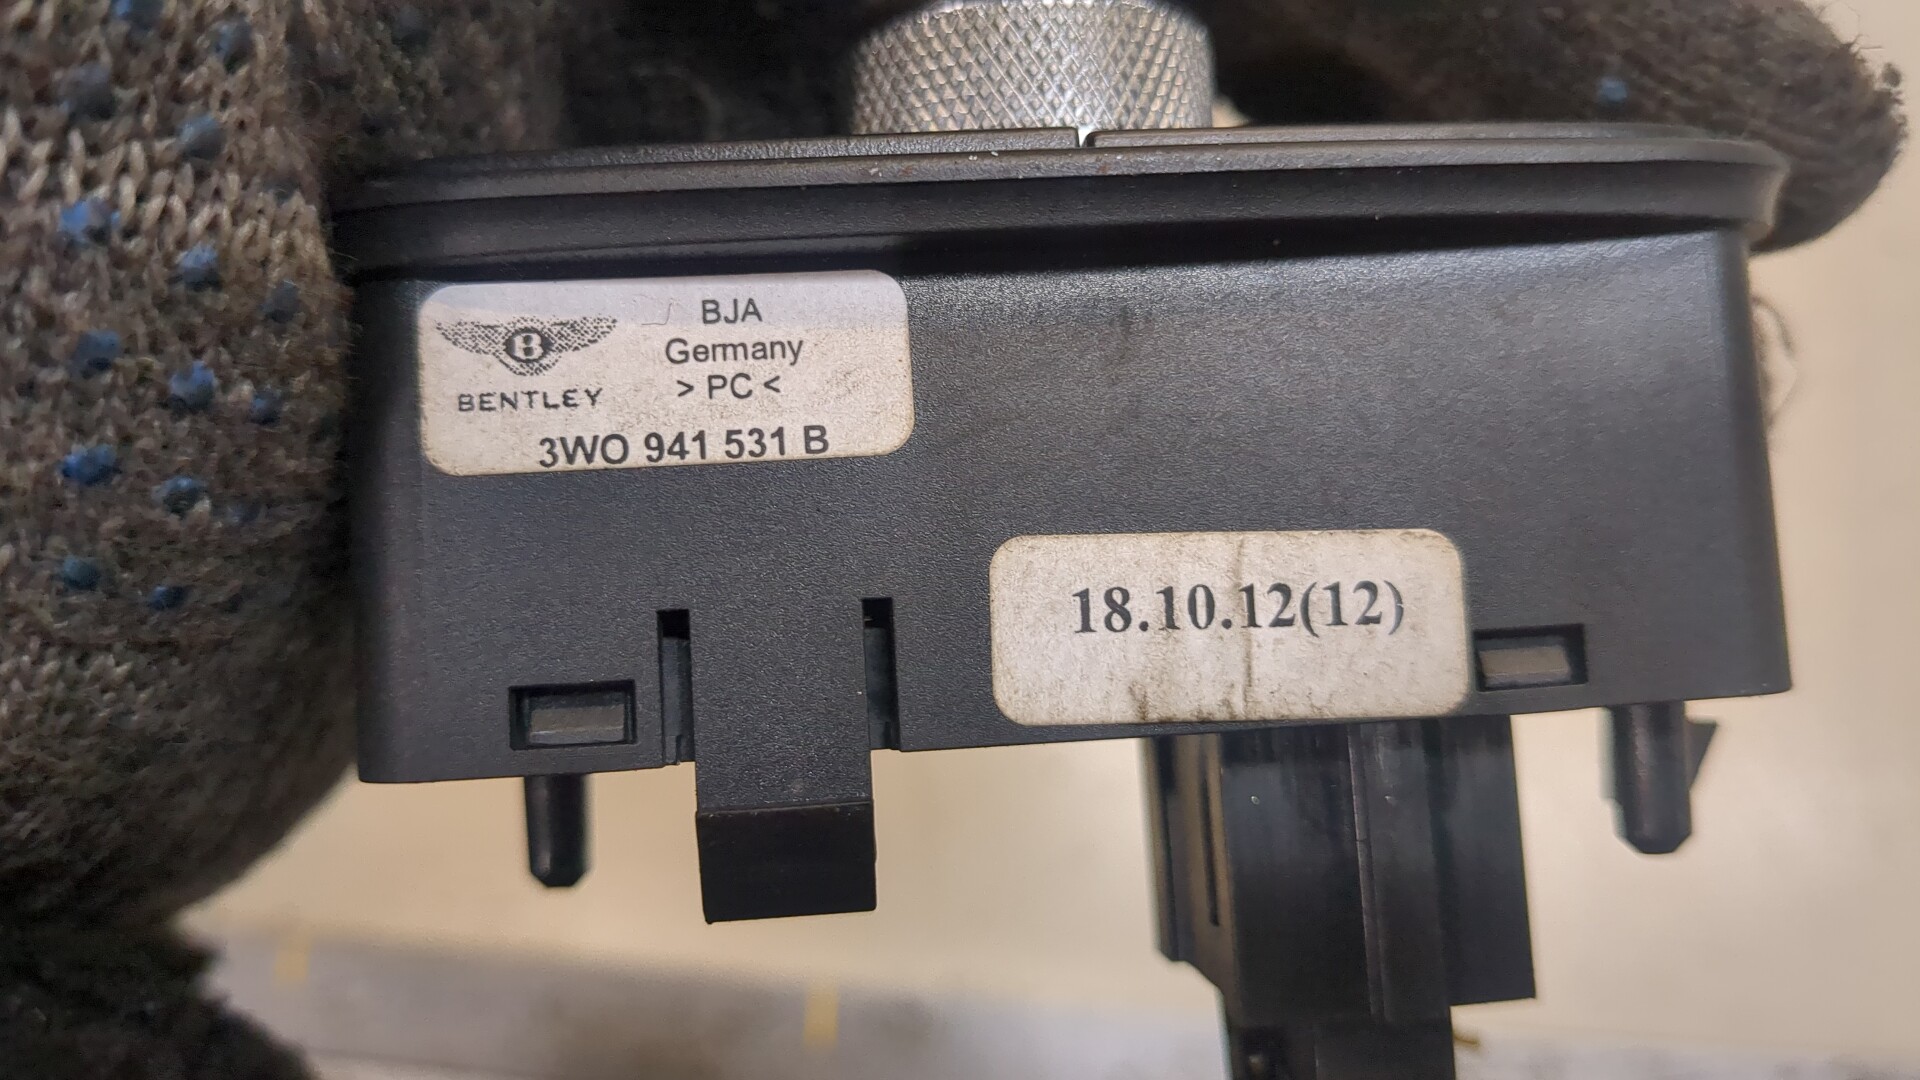 BJA
Germany
> PC <
B
BENTLEY
3WO 941 531 B
18.10.12(12)